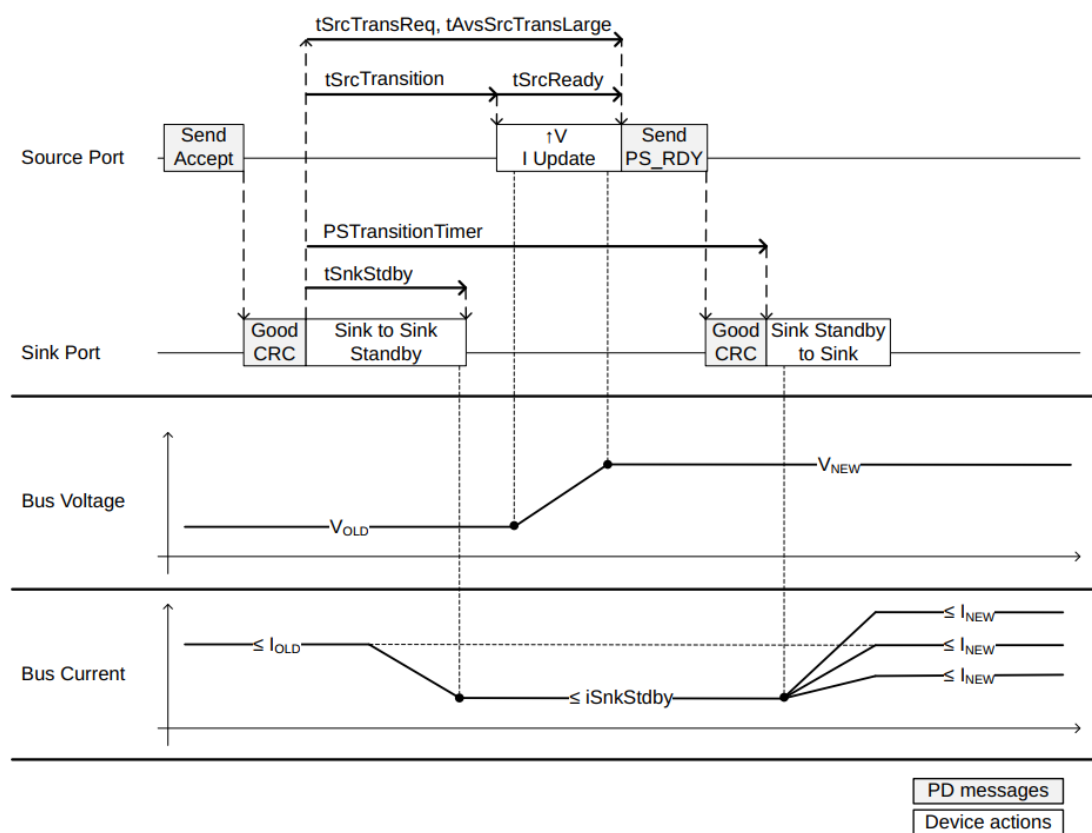 tSrcTransReq, tAvsSrcTransLarge
tSrcTransition
tSrcReady
Source Port
Send
Accept
↑V
I Update
Send
PS_RDY
PSTransitionTimer
tSnkStdby
Sink Port
Good
CRC
Sink to Sink
Standby
Good
CRC
Sink Standby
to Sink
Bus Voltage
VOLD
VNEW
Bus Current
≤ IOLD
≤ iSnkStdby
≤ INEW
≤ INEW
≤ INEW
PD messages
Device actions